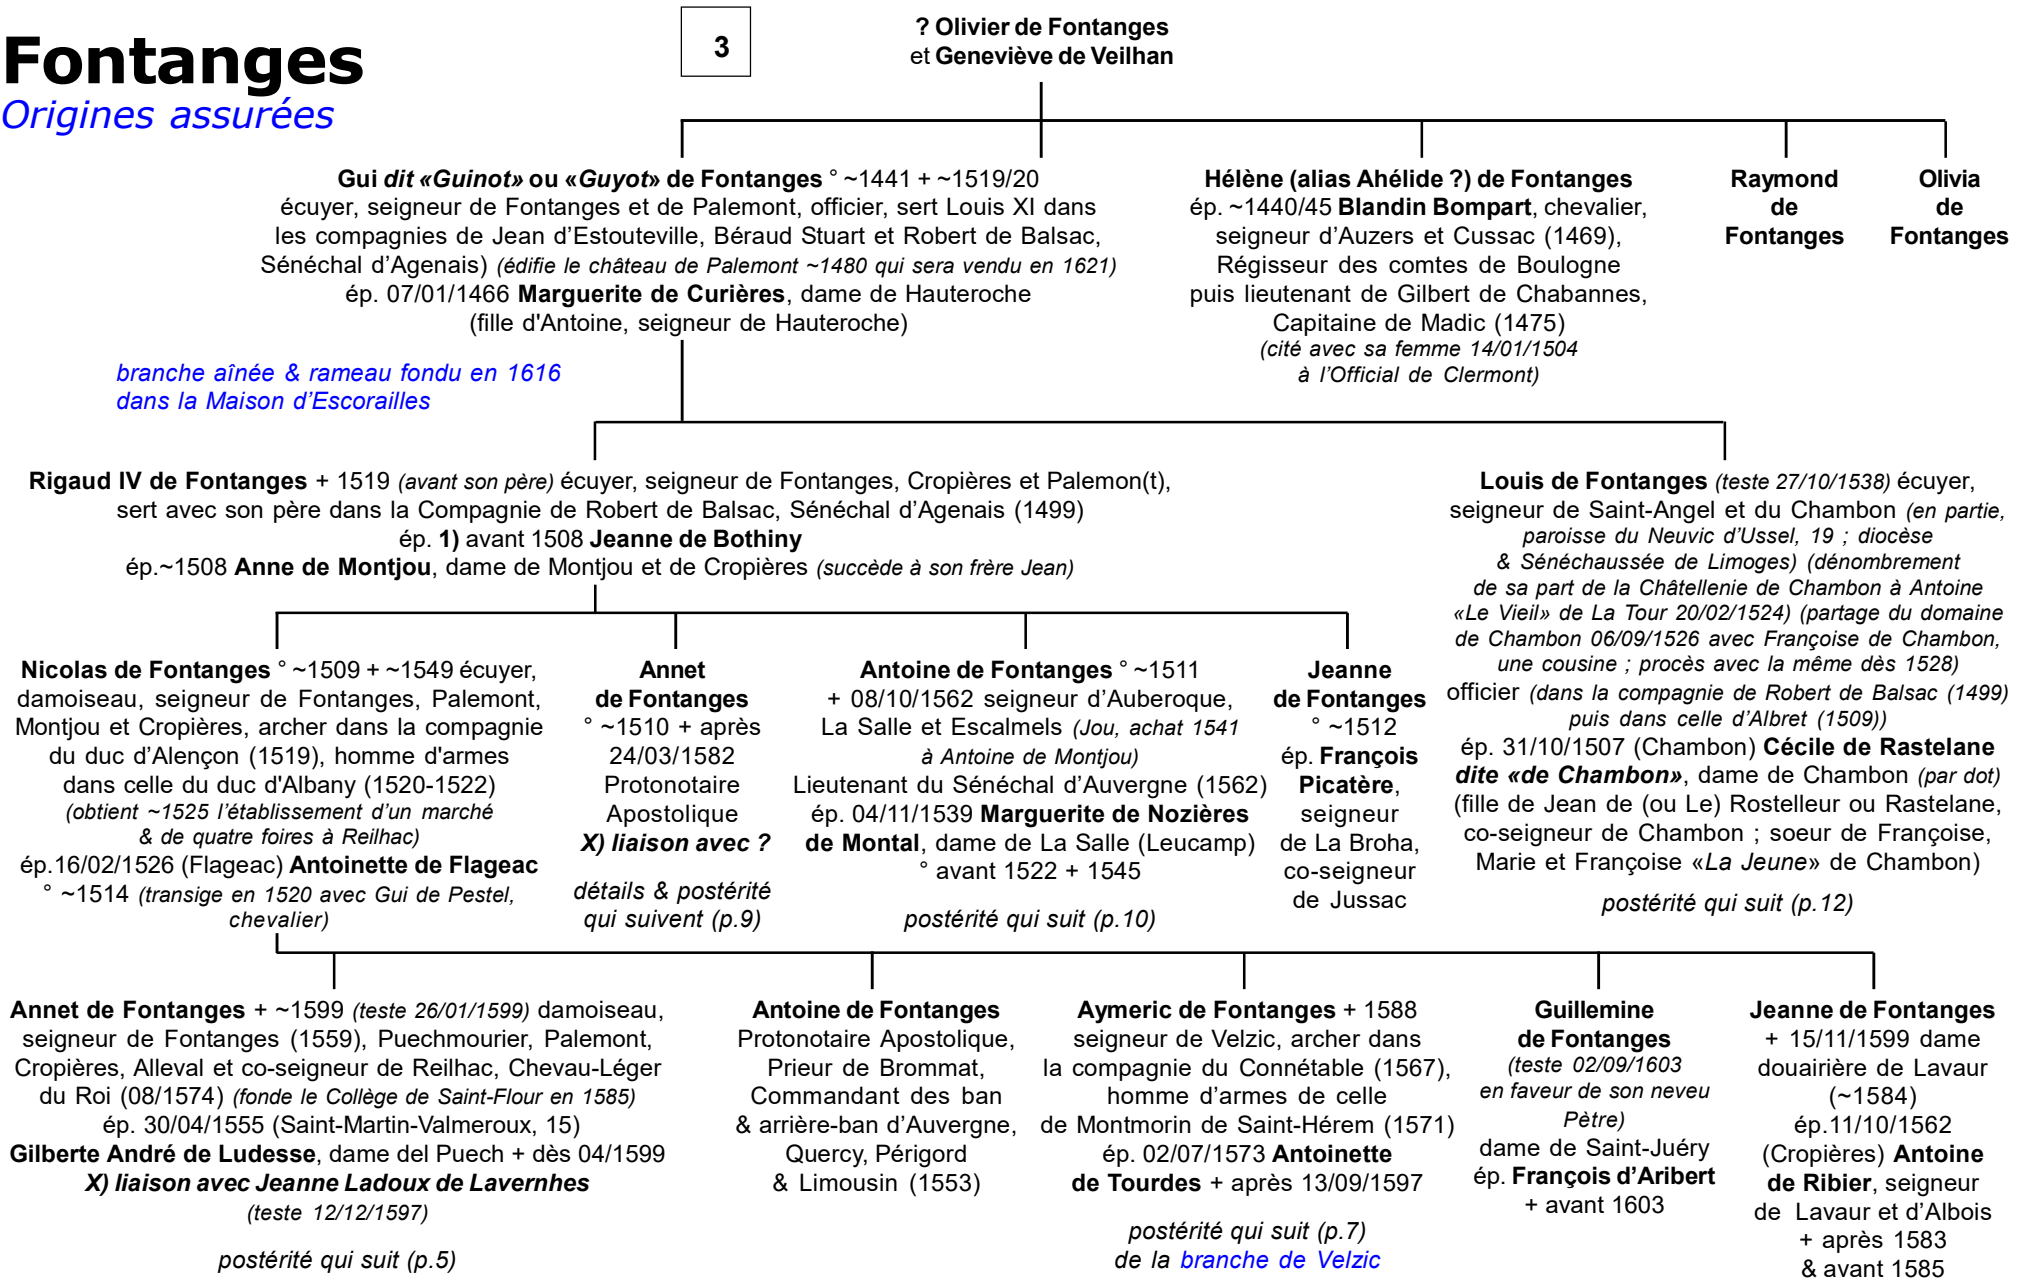 Fontanges
Origines assurées
3
? Olivier de Fontanges
et Geneviève de Veilhan
Gui dit «Guinot» ou «Guyot» de Fontanges ° ~1441 + ~1519/20
écuyer, seigneur de Fontanges et de Palemont, officier, sert Louis XI dans
les compagnies de Jean d’Estouteville, Béraud Stuart et Robert de Balsac,
Sénéchal d’Agenais) (édifie le château de Palemont ~1480 qui sera vendu en 1621)
ép. 07/01/1466 Marguerite de Curières, dame de Hauteroche
(fille d'Antoine, seigneur de Hauteroche)
Hélène (alias Ahélide ?) de Fontanges
ép. ~1440/45 Blandin Bompart, chevalier,
seigneur d’Auzers et Cussac (1469),
Régisseur des comtes de Boulogne
puis lieutenant de Gilbert de Chabannes,
Capitaine de Madic (1475)
(cité avec sa femme 14/01/1504
à l’Official de Clermont)
Raymond
de
Fontanges
Olivia
de
Fontanges
branche aînée & rameau fondu en 1616
dans la Maison d’Escorailles
Rigaud IV de Fontanges + 1519 (avant son père) écuyer, seigneur de Fontanges, Cropières et Palemon(t),
sert avec son père dans la Compagnie de Robert de Balsac, Sénéchal d’Agenais (1499)
ép. 1) avant 1508 Jeanne de Bothiny
ép.~1508 Anne de Montjou, dame de Montjou et de Cropières (succède à son frère Jean)
Louis de Fontanges (teste 27/10/1538) écuyer,
seigneur de Saint-Angel et du Chambon (en partie,
paroisse du Neuvic d’Ussel, 19 ; diocèse
& Sénéchaussée de Limoges) (dénombrement
de sa part de la Châtellenie de Chambon à Antoine
«Le Vieil» de La Tour 20/02/1524) (partage du domaine
de Chambon 06/09/1526 avec Françoise de Chambon,
une cousine ; procès avec la même dès 1528)
officier (dans la compagnie de Robert de Balsac (1499)
puis dans celle d’Albret (1509))
ép. 31/10/1507 (Chambon) Cécile de Rastelane
dite «de Chambon», dame de Chambon (par dot)
(fille de Jean de (ou Le) Rostelleur ou Rastelane,
co-seigneur de Chambon ; soeur de Françoise,
Marie et Françoise «La Jeune» de Chambon)
postérité qui suit (p.12)
Nicolas de Fontanges ° ~1509 + ~1549 écuyer,
damoiseau, seigneur de Fontanges, Palemont,
Montjou et Cropières, archer dans la compagnie
du duc d’Alençon (1519), homme d'armes
dans celle du duc d'Albany (1520-1522)
(obtient ~1525 l’établissement d’un marché
& de quatre foires à Reilhac)
ép.16/02/1526 (Flageac) Antoinette de Flageac
° ~1514 (transige en 1520 avec Gui de Pestel,
chevalier)
Annet
de Fontanges
° ~1510 + après
24/03/1582
Protonotaire
Apostolique
X) liaison avec ?
détails & postérité
qui suivent (p.9)
Antoine de Fontanges ° ~1511
+ 08/10/1562 seigneur d’Auberoque,
La Salle et Escalmels (Jou, achat 1541
à Antoine de Montjou)
Lieutenant du Sénéchal d’Auvergne (1562)
ép. 04/11/1539 Marguerite de Nozières
de Montal, dame de La Salle (Leucamp)
° avant 1522 + 1545
postérité qui suit (p.10)
Jeanne
de Fontanges
° ~1512
ép. François
Picatère,
seigneur
de La Broha,
co-seigneur
de Jussac
Annet de Fontanges + ~1599 (teste 26/01/1599) damoiseau,
seigneur de Fontanges (1559), Puechmourier, Palemont,
Cropières, Alleval et co-seigneur de Reilhac, Chevau-Léger
du Roi (08/1574) (fonde le Collège de Saint-Flour en 1585)
ép. 30/04/1555 (Saint-Martin-Valmeroux, 15)
Gilberte André de Ludesse, dame del Puech + dès 04/1599
X) liaison avec Jeanne Ladoux de Lavernhes
(teste 12/12/1597)
postérité qui suit (p.5)
Antoine de Fontanges
Protonotaire Apostolique,
Prieur de Brommat,
Commandant des ban
& arrière-ban d’Auvergne,
Quercy, Périgord
& Limousin (1553)
Aymeric de Fontanges + 1588
seigneur de Velzic, archer dans
la compagnie du Connétable (1567),
homme d’armes de celle
de Montmorin de Saint-Hérem (1571)
ép. 02/07/1573 Antoinette
de Tourdes + après 13/09/1597
postérité qui suit (p.7)
de la branche de Velzic
Guillemine
de Fontanges
(teste 02/09/1603
en faveur de son neveu
Pètre)
dame de Saint-Juéry
ép. François d’Aribert
+ avant 1603
Jeanne de Fontanges
+ 15/11/1599 dame
douairière de Lavaur
(~1584)
ép.11/10/1562
(Cropières) Antoine
de Ribier, seigneur
de Lavaur et d’Albois
+ après 1583
& avant 1585